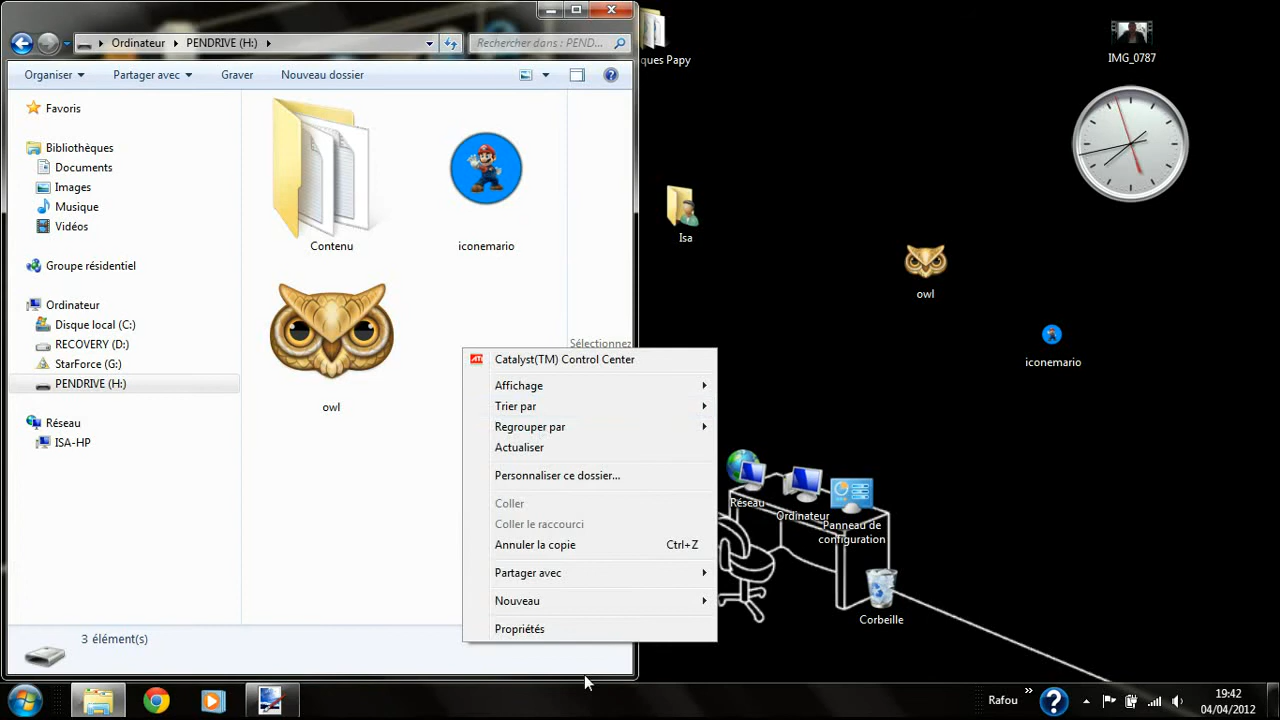 Ordinateur
PENDRIVE (H:)
Rechercher dans : PEND...
Organiser
Partager avec
Graver
Nouveau dossier
Favoris
Bibliothèques
Documents
Images
Musique
Vidéos
Groupe résidentiel
Ordinateur
Disque local (C:)
RECOVERY (D:)
StarForce (G:)
PENDRIVE (H:)
Réseau
ISA-HP
Contenu
iconemario
owl
Sélectionnez
3 élément(s)
ATI
Catalyst(TM) Control Center
Affichage
Trier par
Regrouper par
Actualiser
Personnaliser ce dossier...
Coller
Coller le raccourci
Annuler la copie Ctrl+Z
Partager avec
Nouveau
Propriétés
ques Papy
IMG_0787
Isa
owl
iconemario
Réseau
Ordinateur
Panneau de
configuration
Corbeille
Rafou
19:42
04/04/2012